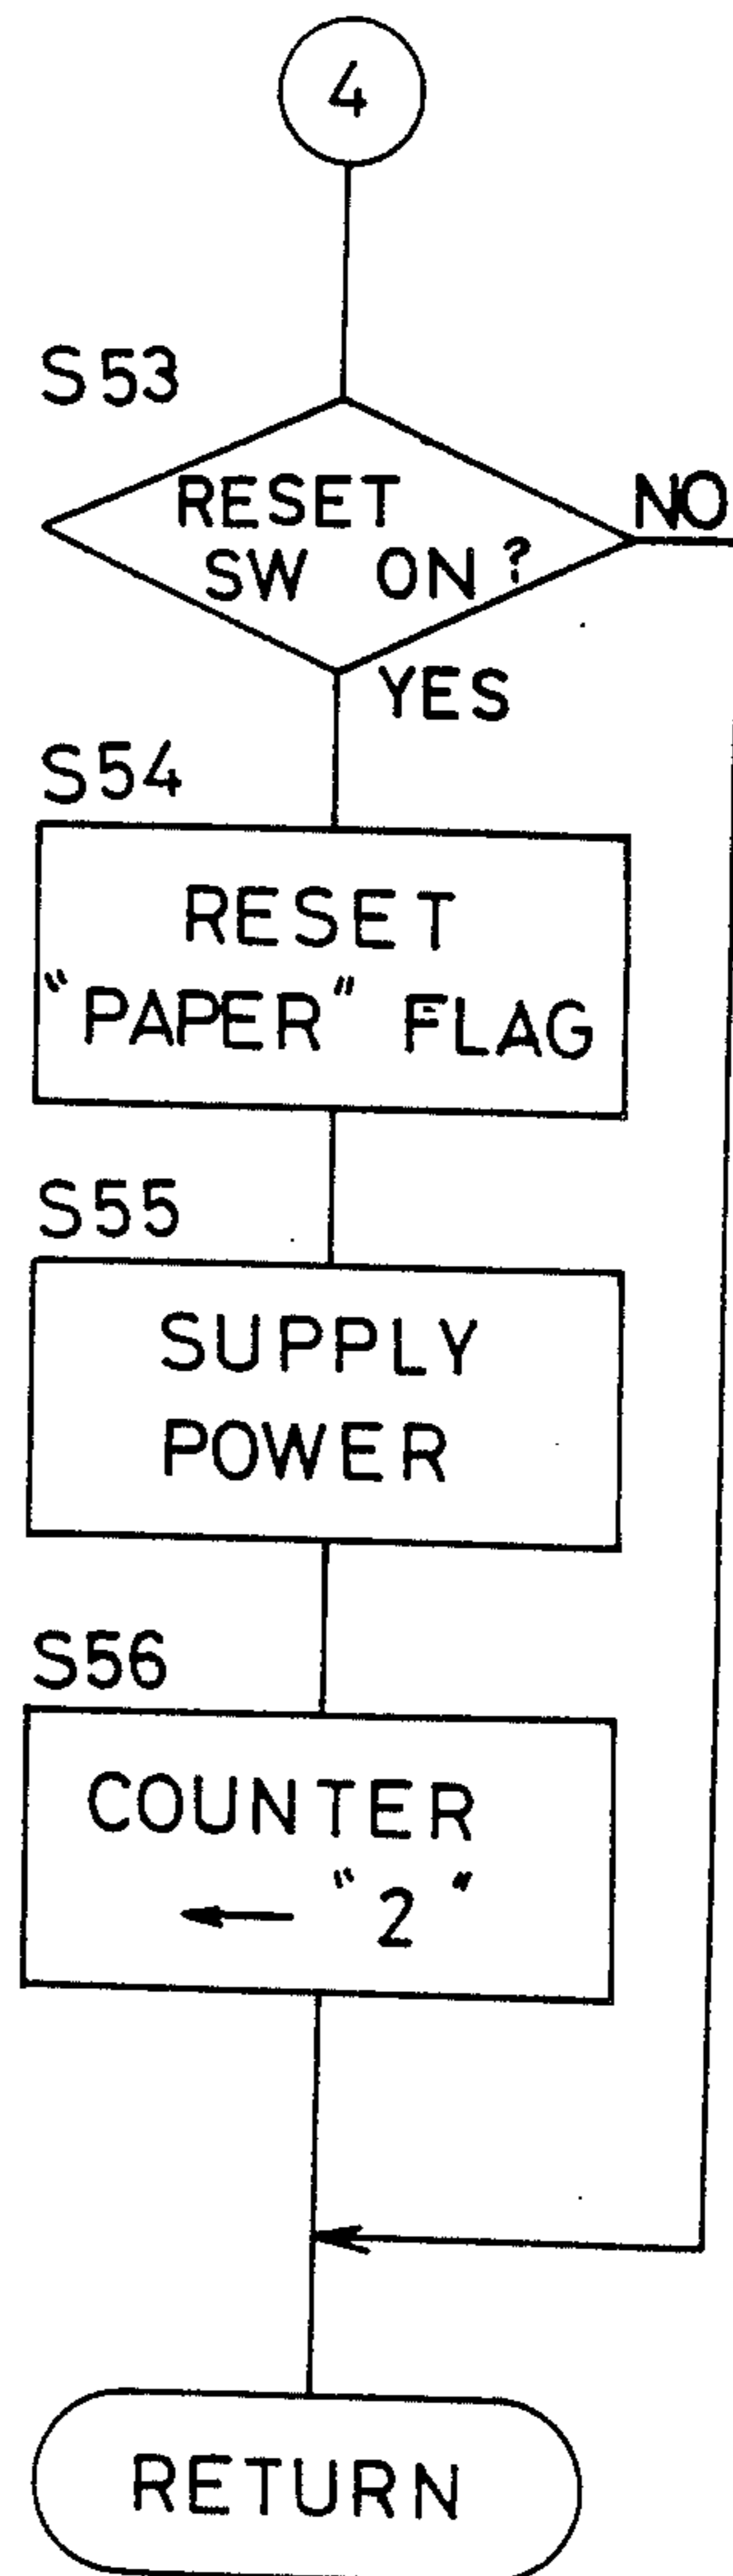 4
S53
RESET
SW ON?
NO
YES
S54
RESET
"PAPER" FLAG
S55
SUPPLY
POWER
S56
COUNTER
← "2"
RETURN